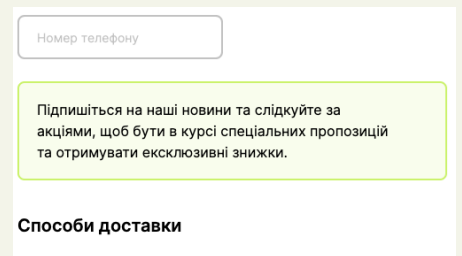 Номер телефону
Підпишіться на наші новини та слідкуйте за
акціями, щоб бути в курсі спеціальних пропозицій
та отримувати ексклюзивні знижки.
Способи доставки